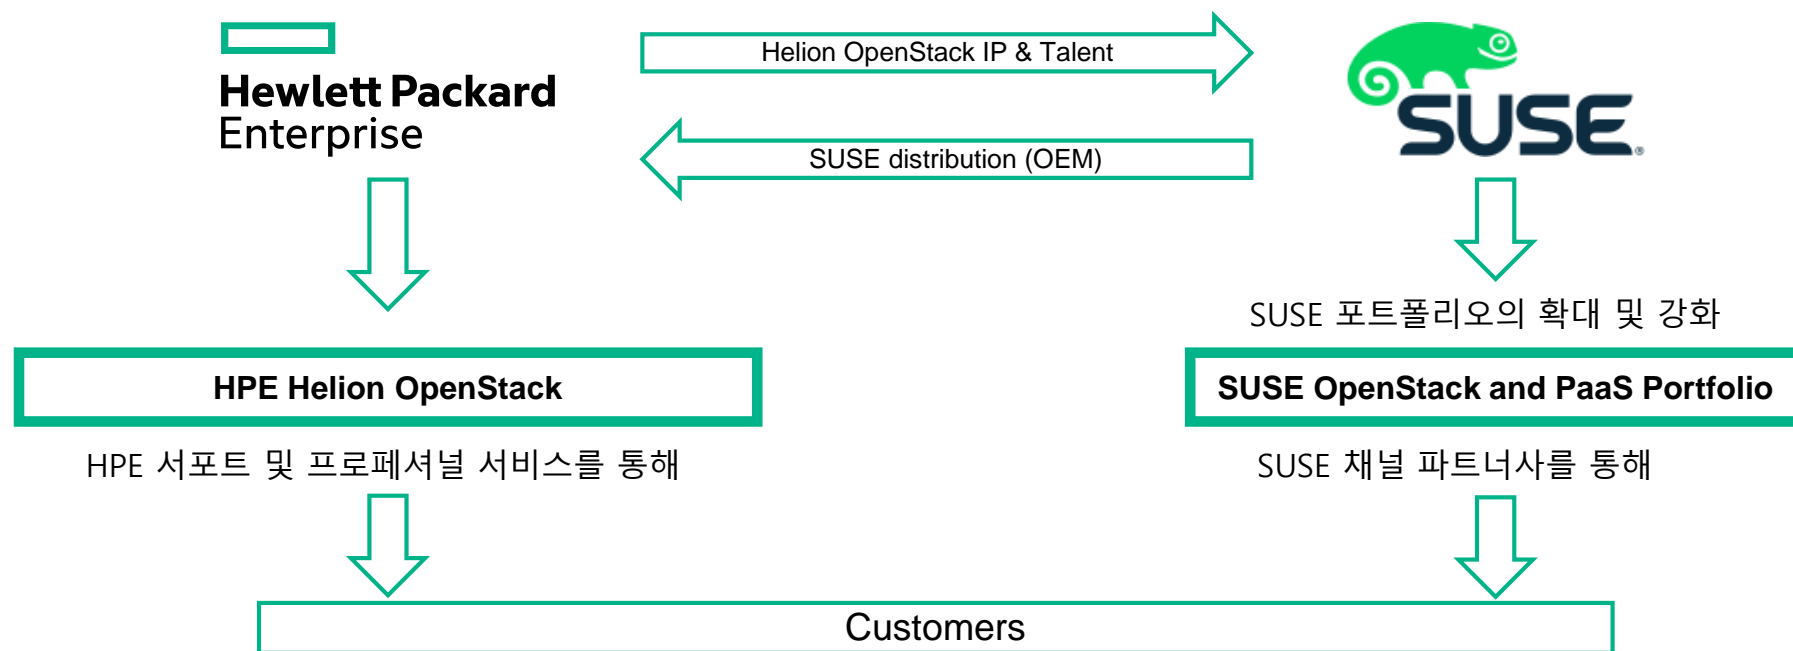 Hewlett Packard
Enterprise
Helion OpenStack IP & Talent
SUSE distribution (OEM)
SUSE
SUSE 포트폴리오의 확대 및 강화
HPE Helion OpenStack
SUSE OpenStack and PaaS Portfolio
HPE 서포트 및 프로페셔널 서비스를 통해
SUSE 채널 파트너사를 통해
Customers